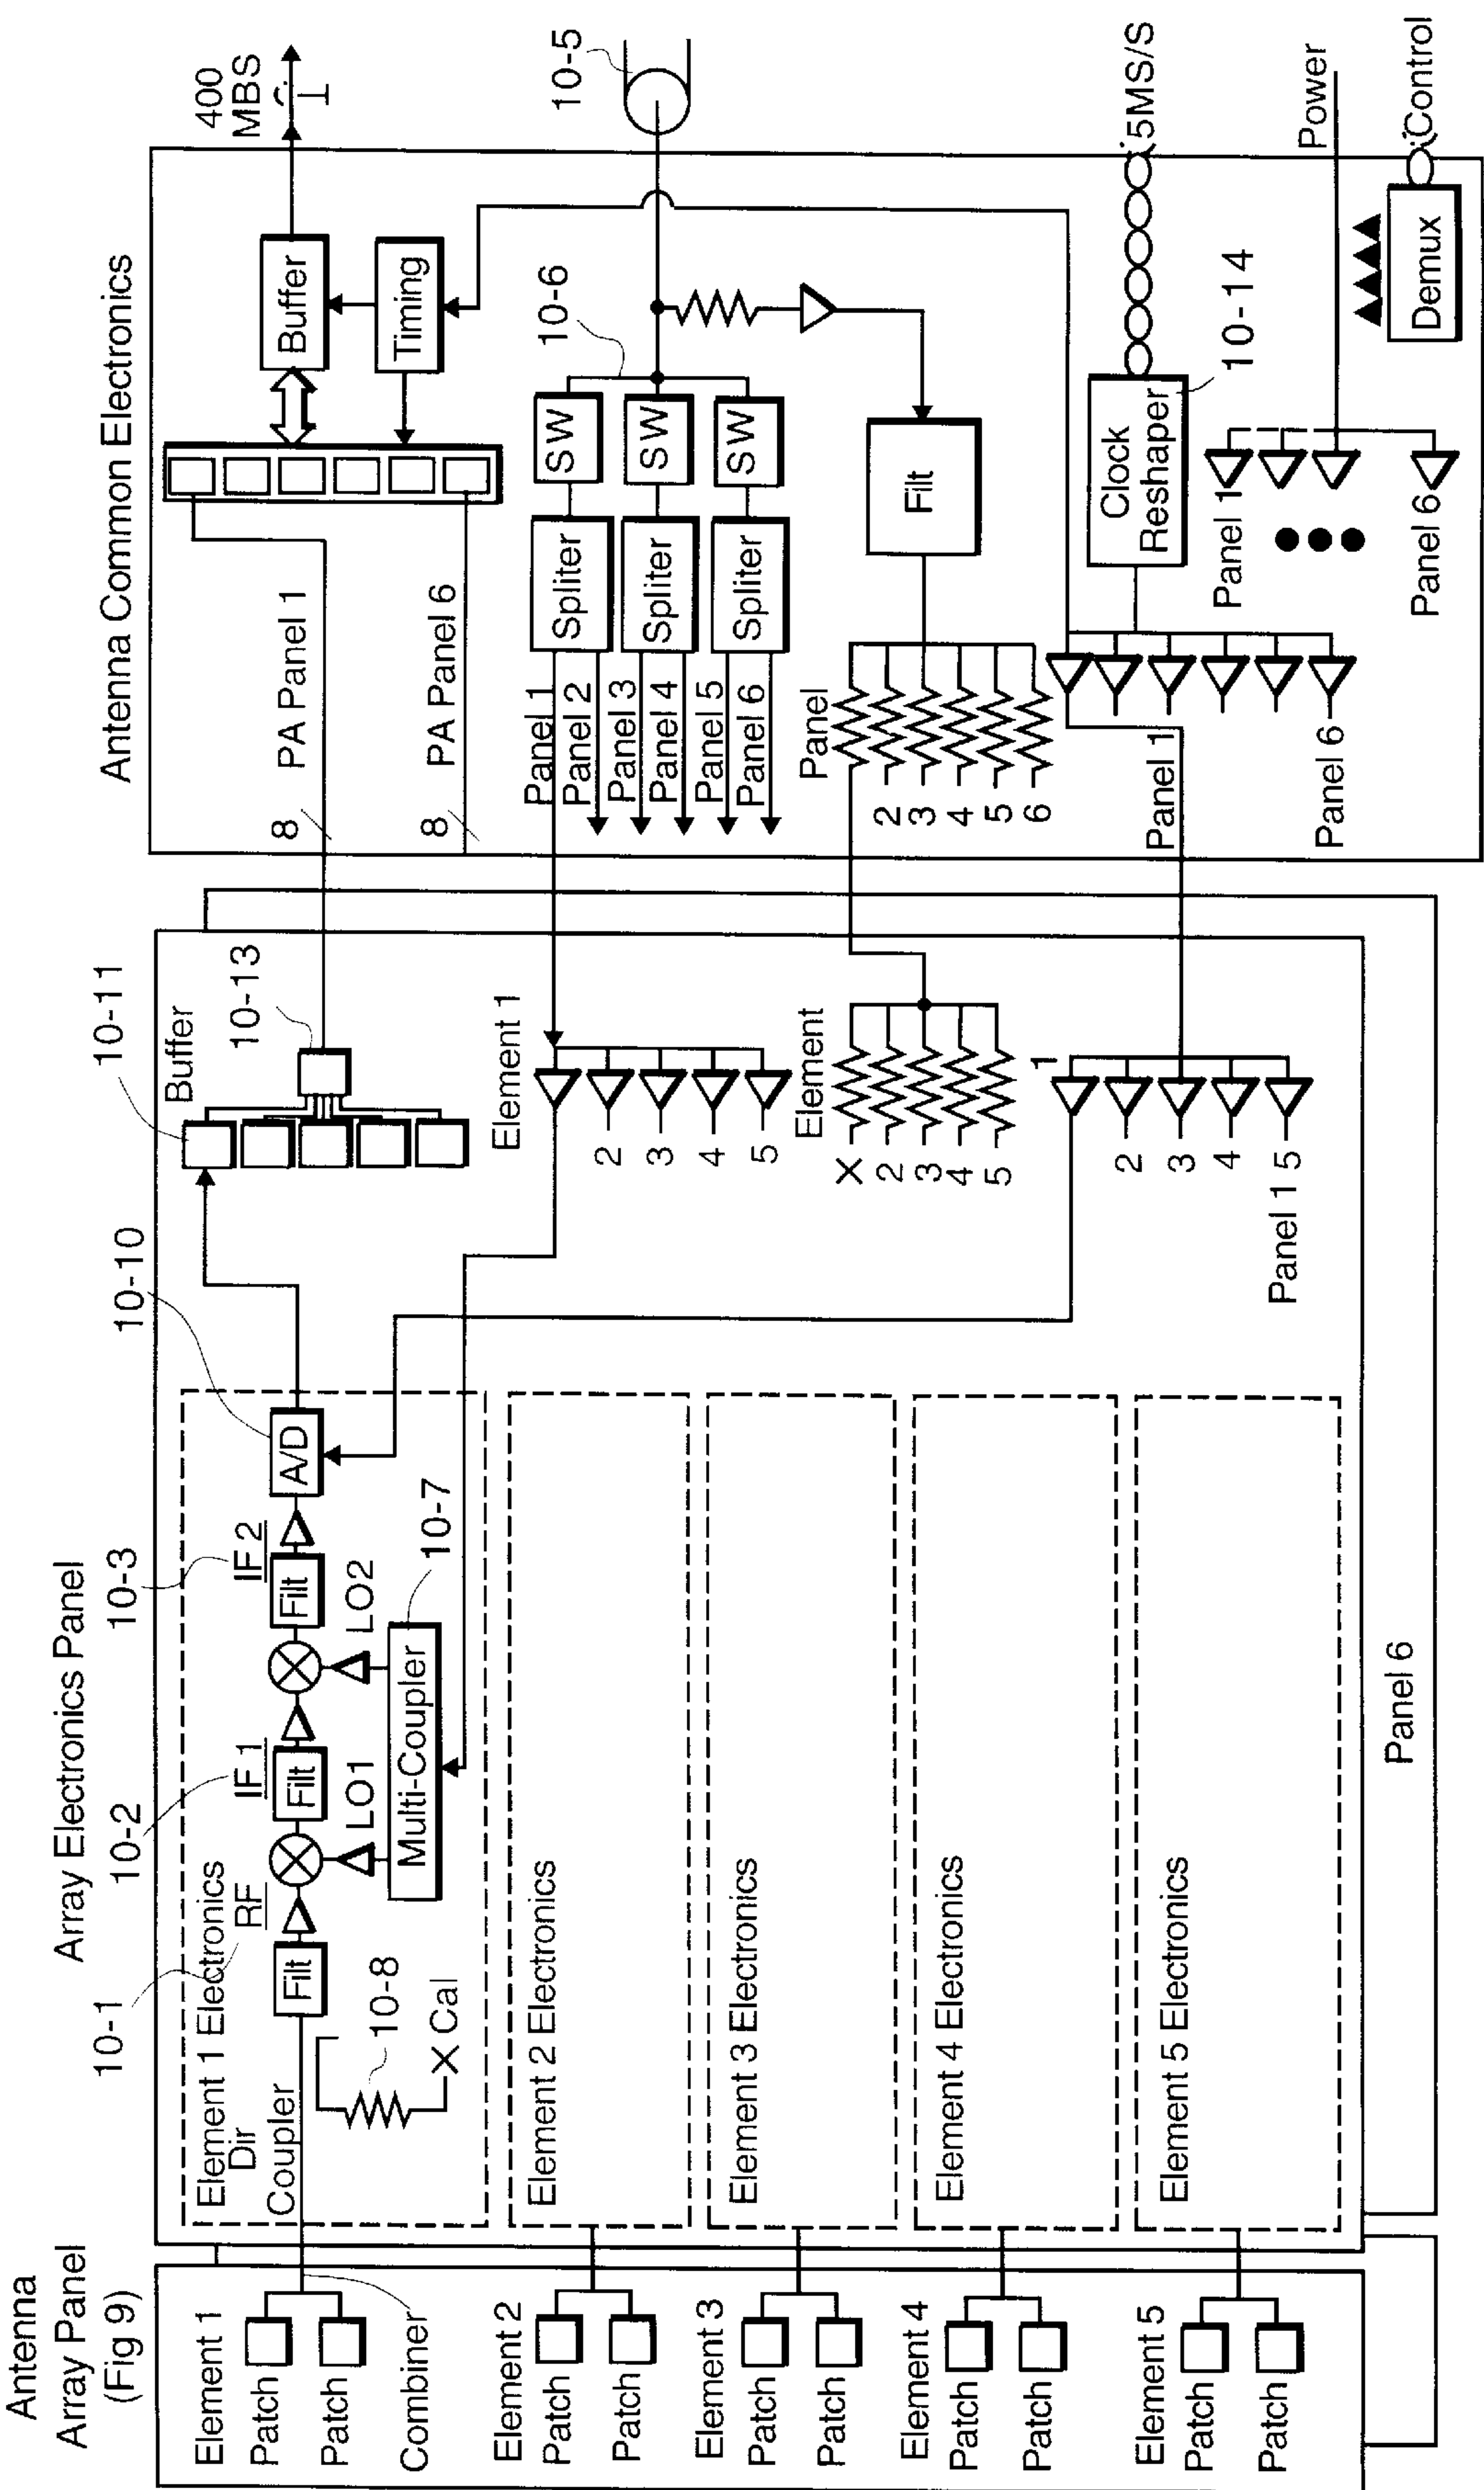 Antenna
Array Panel
(Fig 9)
Element 1
Patch
Patch
Combiner
Element 2
Patch
Patch
Element 3
Patch
Patch
Element 4
Patch
Patch
Element 5
Patch
Patch
Array Electronics Panel
10-1
10-2
10-3
10-10
10-11
Element 1 Electronics
Dir
Coupler
Filt
RF
Filt
IF 1
Filt
IF 2
A/D
LO1
LO2
Multi-Coupler
10-7
10-8
X Cal
Element 2 Electronics
Element 3 Electronics
Element 4 Electronics
Element 5 Electronics
Panel 6
Buffer
10-13
Element 1
2
3
4
5
Element
X
2
3
4
5
1
2
3
4
Panel 1 5
Antenna Common Electronics
8
PA Panel 1
8
PA Panel 6
Buffer
Timing
400
MBS
10-5
10-6
SW
SW
SW
Spliter
Spliter
Spliter
Panel 1
Panel 2
Panel 3
Panel 4
Panel 5
Panel 6
Filt
Panel
2
3
4
5
6
Clock
Reshaper
10-14
5MS/S
Panel 1
Panel 6
Panel 1
Panel 6
Power
Demux
Control